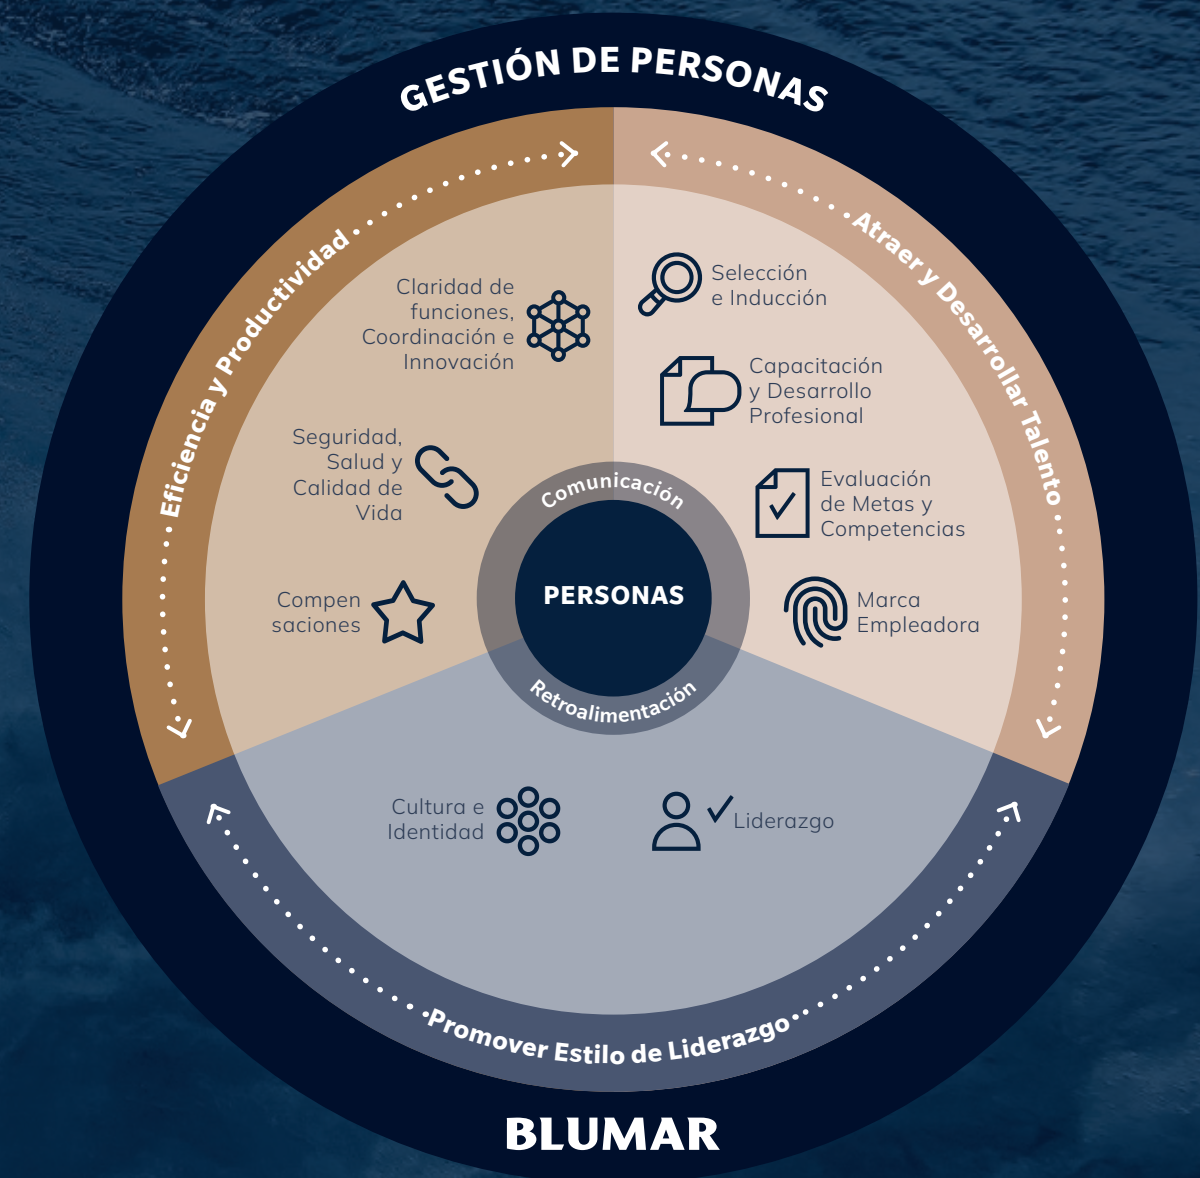 GESTIÓN DE PERSONAS
Eficiencia y Productividad
Atraer y Desarrollar Talento
Claridad de
funciones,
Coordinación e
Innovación
Seguridad,
Salud y
Calidad de
Vida
Compen
saciones
Selección
e Inducción
Capacitación
y Desarrollo
Profesional
Evaluación
de Metas y
Competencias
Marca
Empleadora
Comunicación
PERSONAS
Retroalimentación
Cultura e
Identidad
Liderazgo
Promover Estilo de Liderazgo
BLUMAR